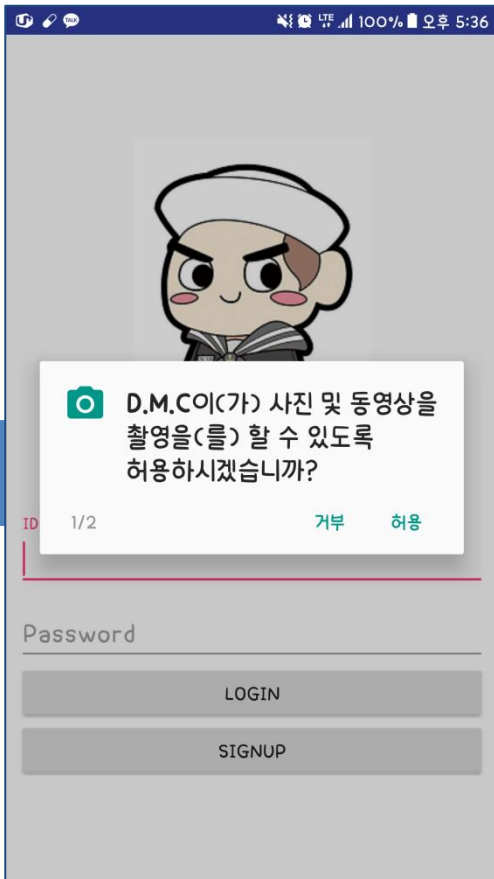 TALK LTE 100% 오후 5:36
D.M.C이(가) 사진 및 동영상을
촬영을(를) 할 수 있도록
허용하시겠습니까?
1/2 거부 허용
ID
Password
LOGIN
SIGNUP